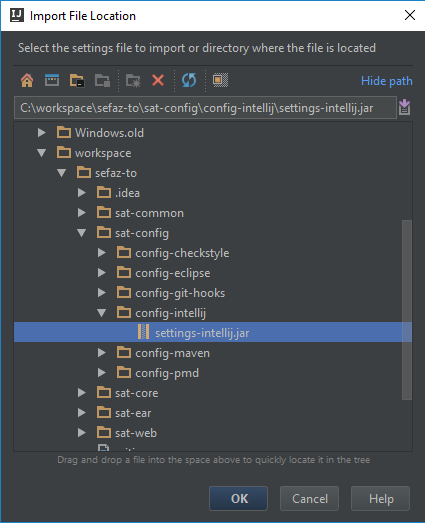 IJ Import File Location
Select the settings file to import or directory where the file is located
Hide path
C:\workspace\sefaz-to\sat-config\config-intellij\settings-intellij.jar
Windows.old
workspace
sefaz-to
.idea
sat-common
sat-config
config-checkstyle
config-eclipse
config-git-hooks
config-intellij
settings-intellij.jar
config-maven
config-pmd
sat-core
sat-ear
sat-web
Drag and drop a file into the space above to quickly locate it in the tree
OK Cancel Help